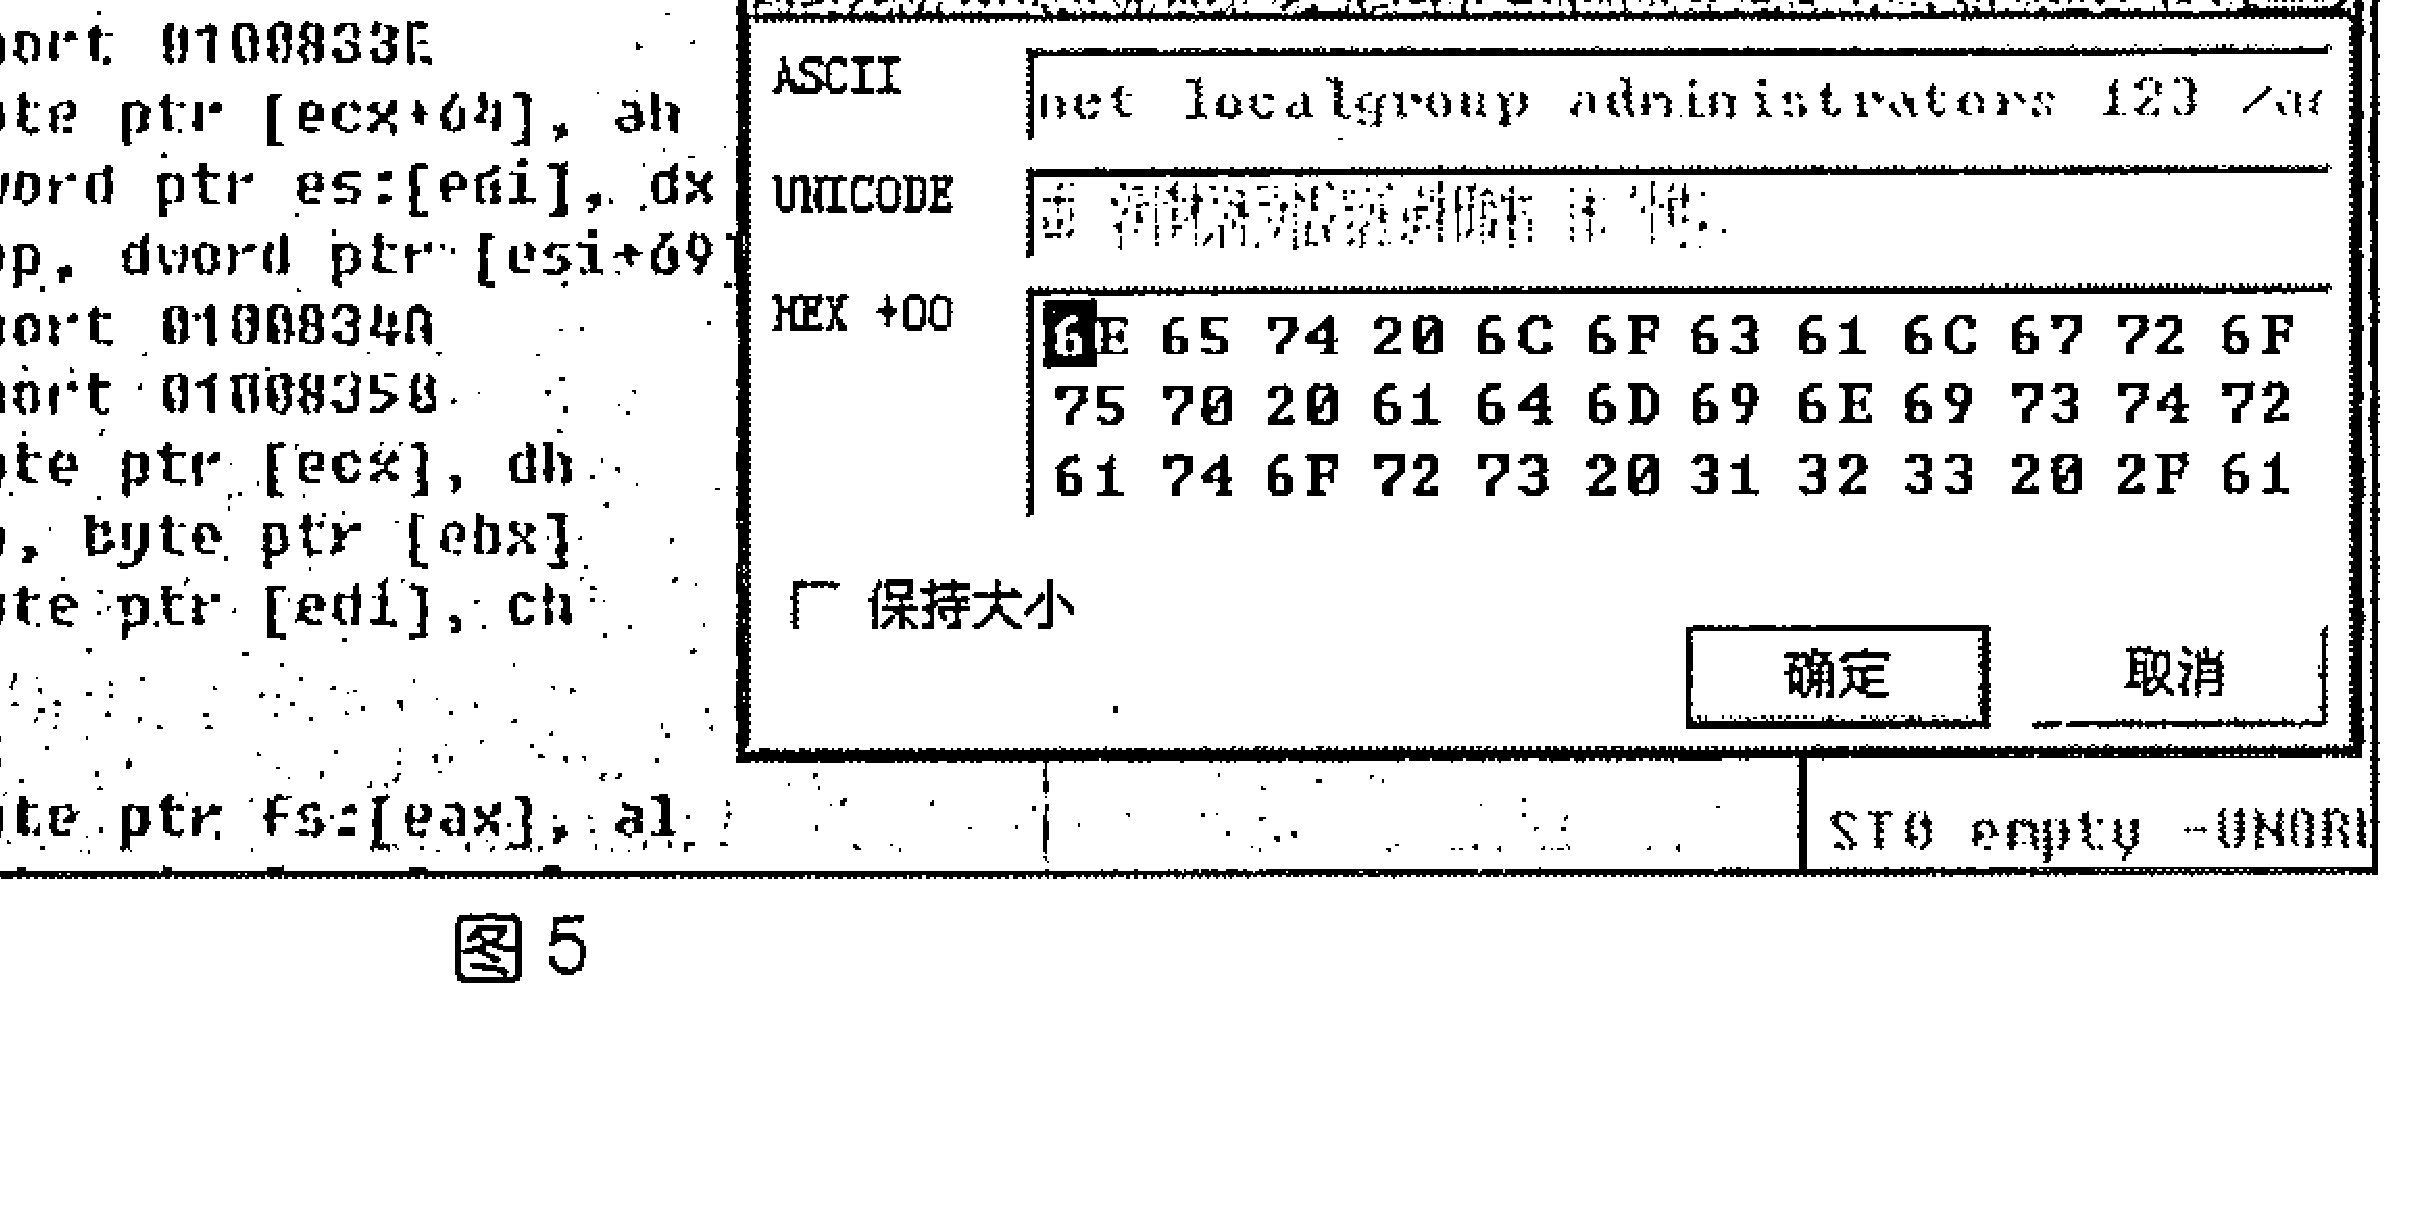 ort 0100833E
te ptr [ecx+64], ah
word ptr es:[edi], dx
p, dword ptr [esi+69]
ort 0100834A
ort 01008350
te ptr [ecx], dh
, byte ptr [ebx]
te ptr [edi], ch
te ptr fs:[eax], al
ASCII
net localgroup administrators 123 /ad
UNICODE
HEX +00
6E 65 74 20 6C 6F 63 61 6C 67 72 6F
75 70 20 61 64 6D 69 6E 69 73 74 72
61 74 6F 72 73 20 31 32 33 20 2F 61
保持大小
确定
取消
ST0 empty -UNORM
图 5